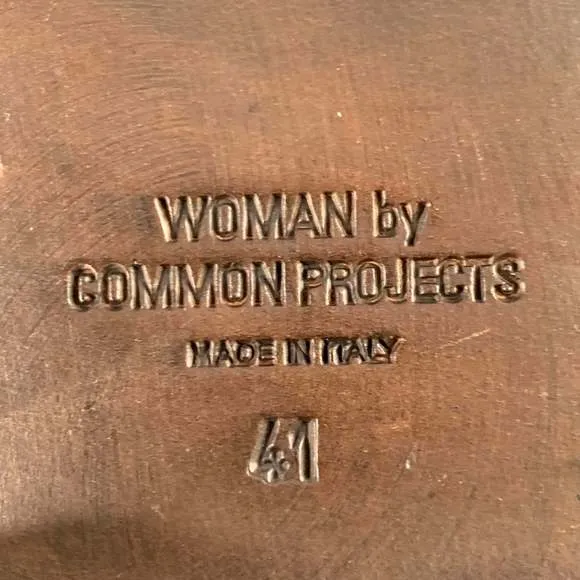 WOMAN by
COMMON PROJECTS
MADE IN ITALY
41